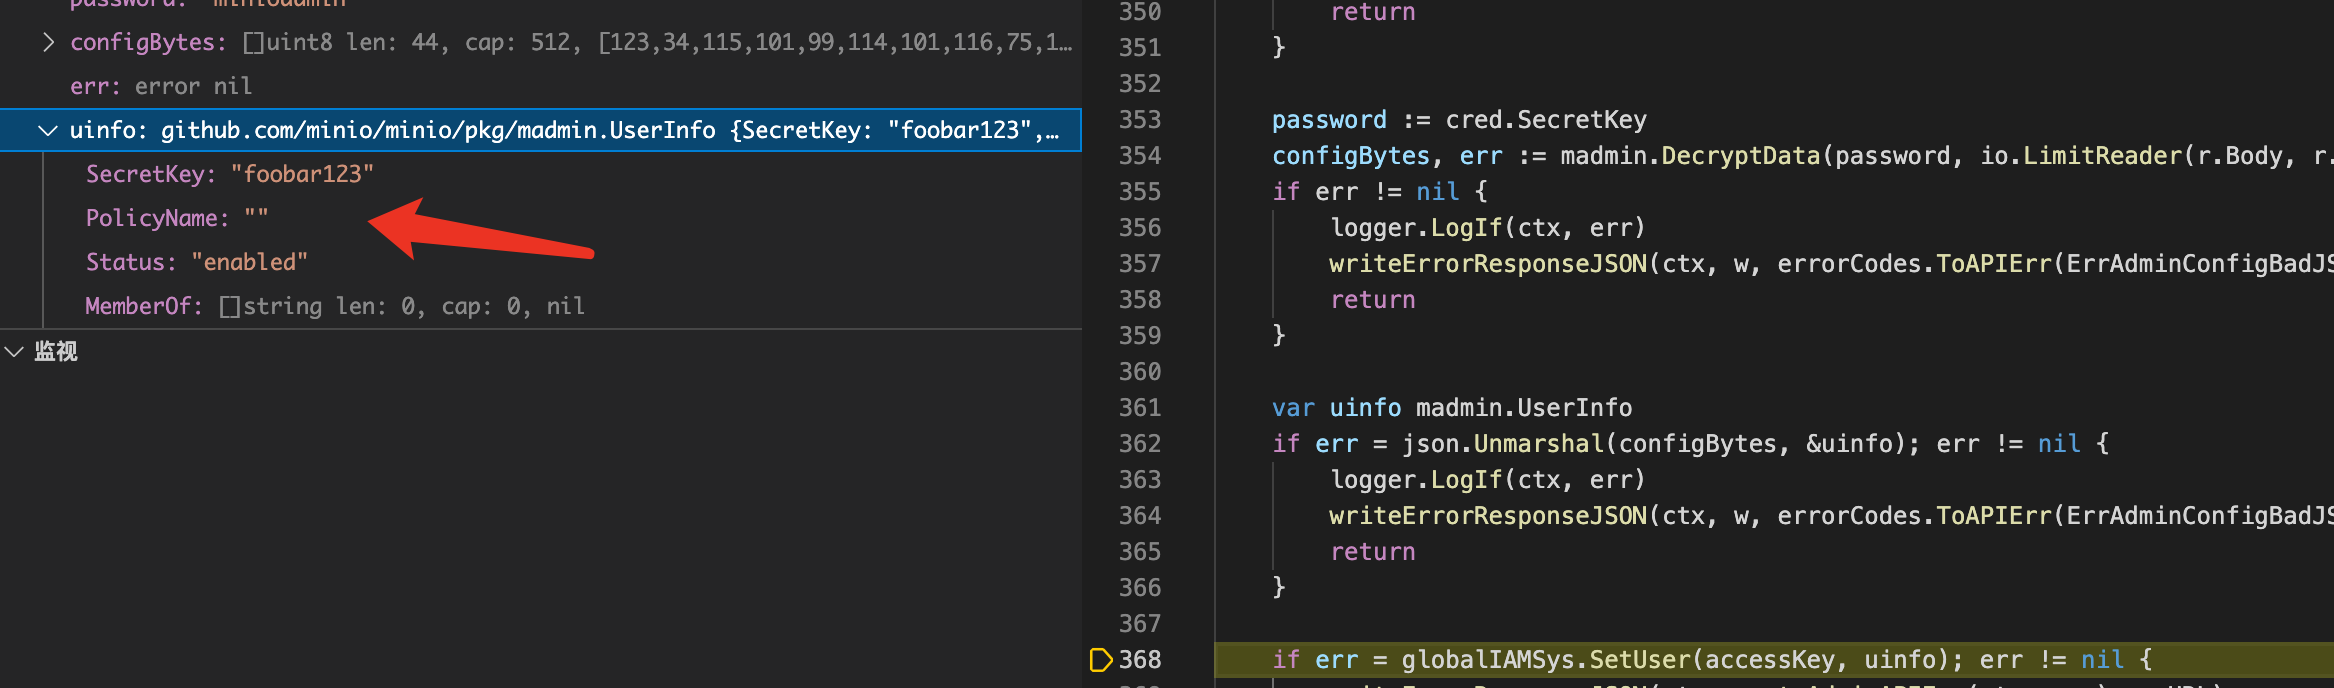 password: "minioadmin"
configBytes: []uint8 len: 44, cap: 512, [123,34,115,101,99,114,101,116,75,1…
err: error nil
uinfo: github.com/minio/minio/pkg/madmin.UserInfo {SecretKey: "foobar123",…
SecretKey: "foobar123"
PolicyName: ""
Status: "enabled"
MemberOf: []string len: 0, cap: 0, nil
监视
350 return
351 }
352
353 password := cred.SecretKey
354 configBytes, err := madmin.DecryptData(password, io.LimitReader(r.Body, r.
355 if err != nil {
356 logger.LogIf(ctx, err)
357 writeErrorResponseJSON(ctx, w, errorCodes.ToAPIErr(ErrAdminConfigBadJS
358 return
359 }
360
361 var uinfo madmin.UserInfo
362 if err = json.Unmarshal(configBytes, &uinfo); err != nil {
363 logger.LogIf(ctx, err)
364 writeErrorResponseJSON(ctx, w, errorCodes.ToAPIErr(ErrAdminConfigBadJS
365 return
366 }
367
368 if err = globalIAMSys.SetUser(accessKey, uinfo); err != nil {